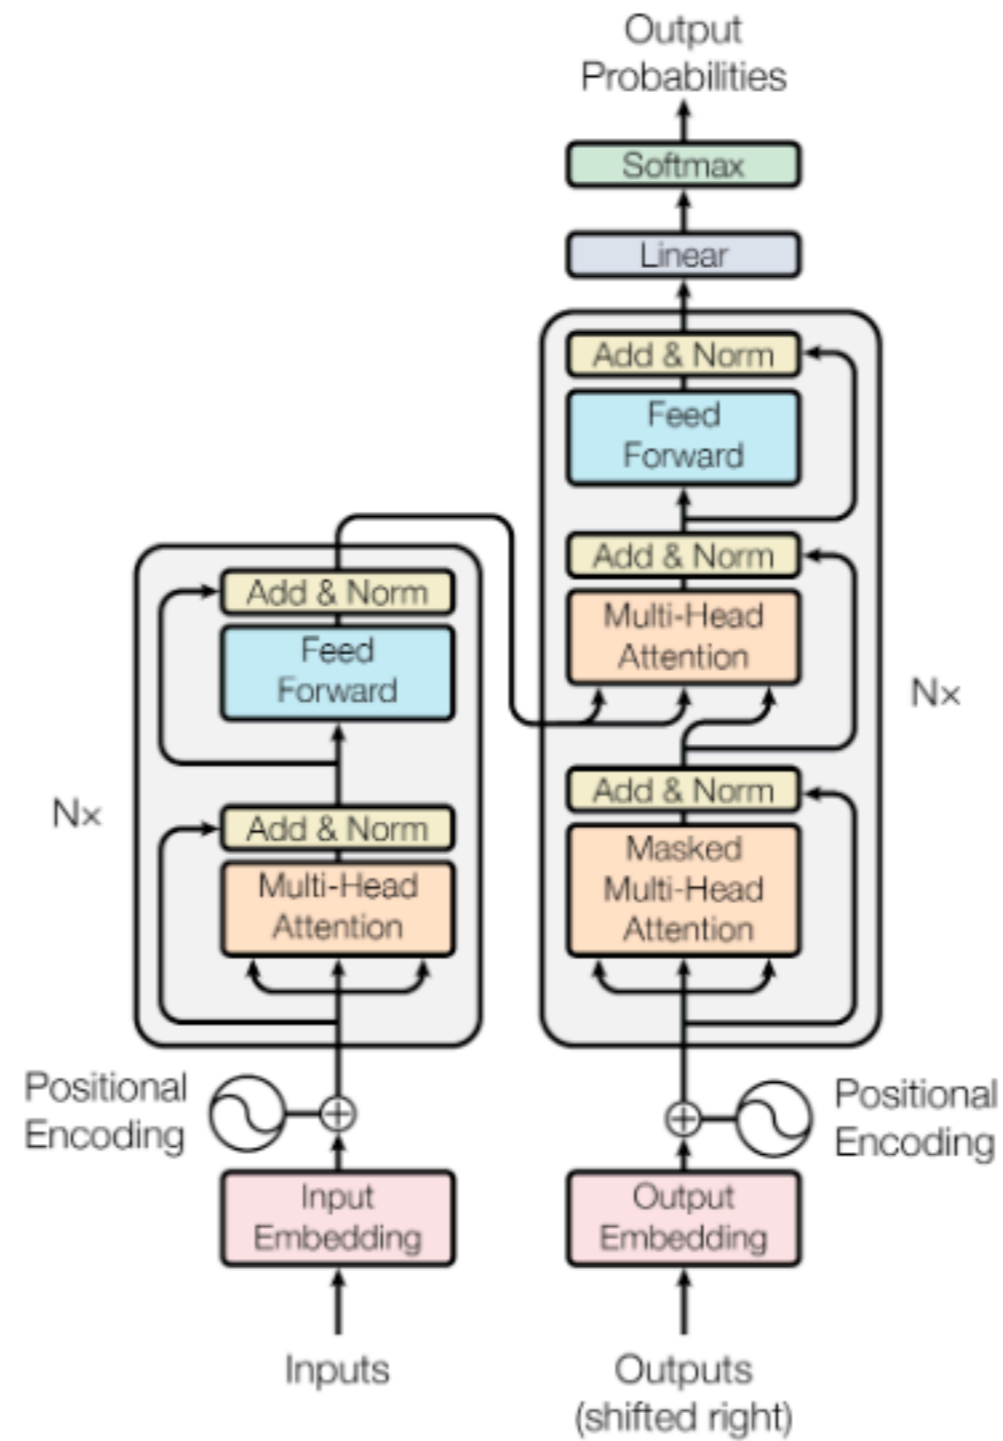 Output
Probabilities
Softmax
Linear
Add & Norm
Feed
Forward
Add & Norm
Multi-Head
Attention
Nx
Add & Norm
Masked
Multi-Head
Attention
Add & Norm
Feed
Forward
N×
Add & Norm
Multi-Head
Attention
Positional
Encoding
Positional
Encoding
Input
Embedding
Output
Embedding
Inputs
Outputs
(shifted right)